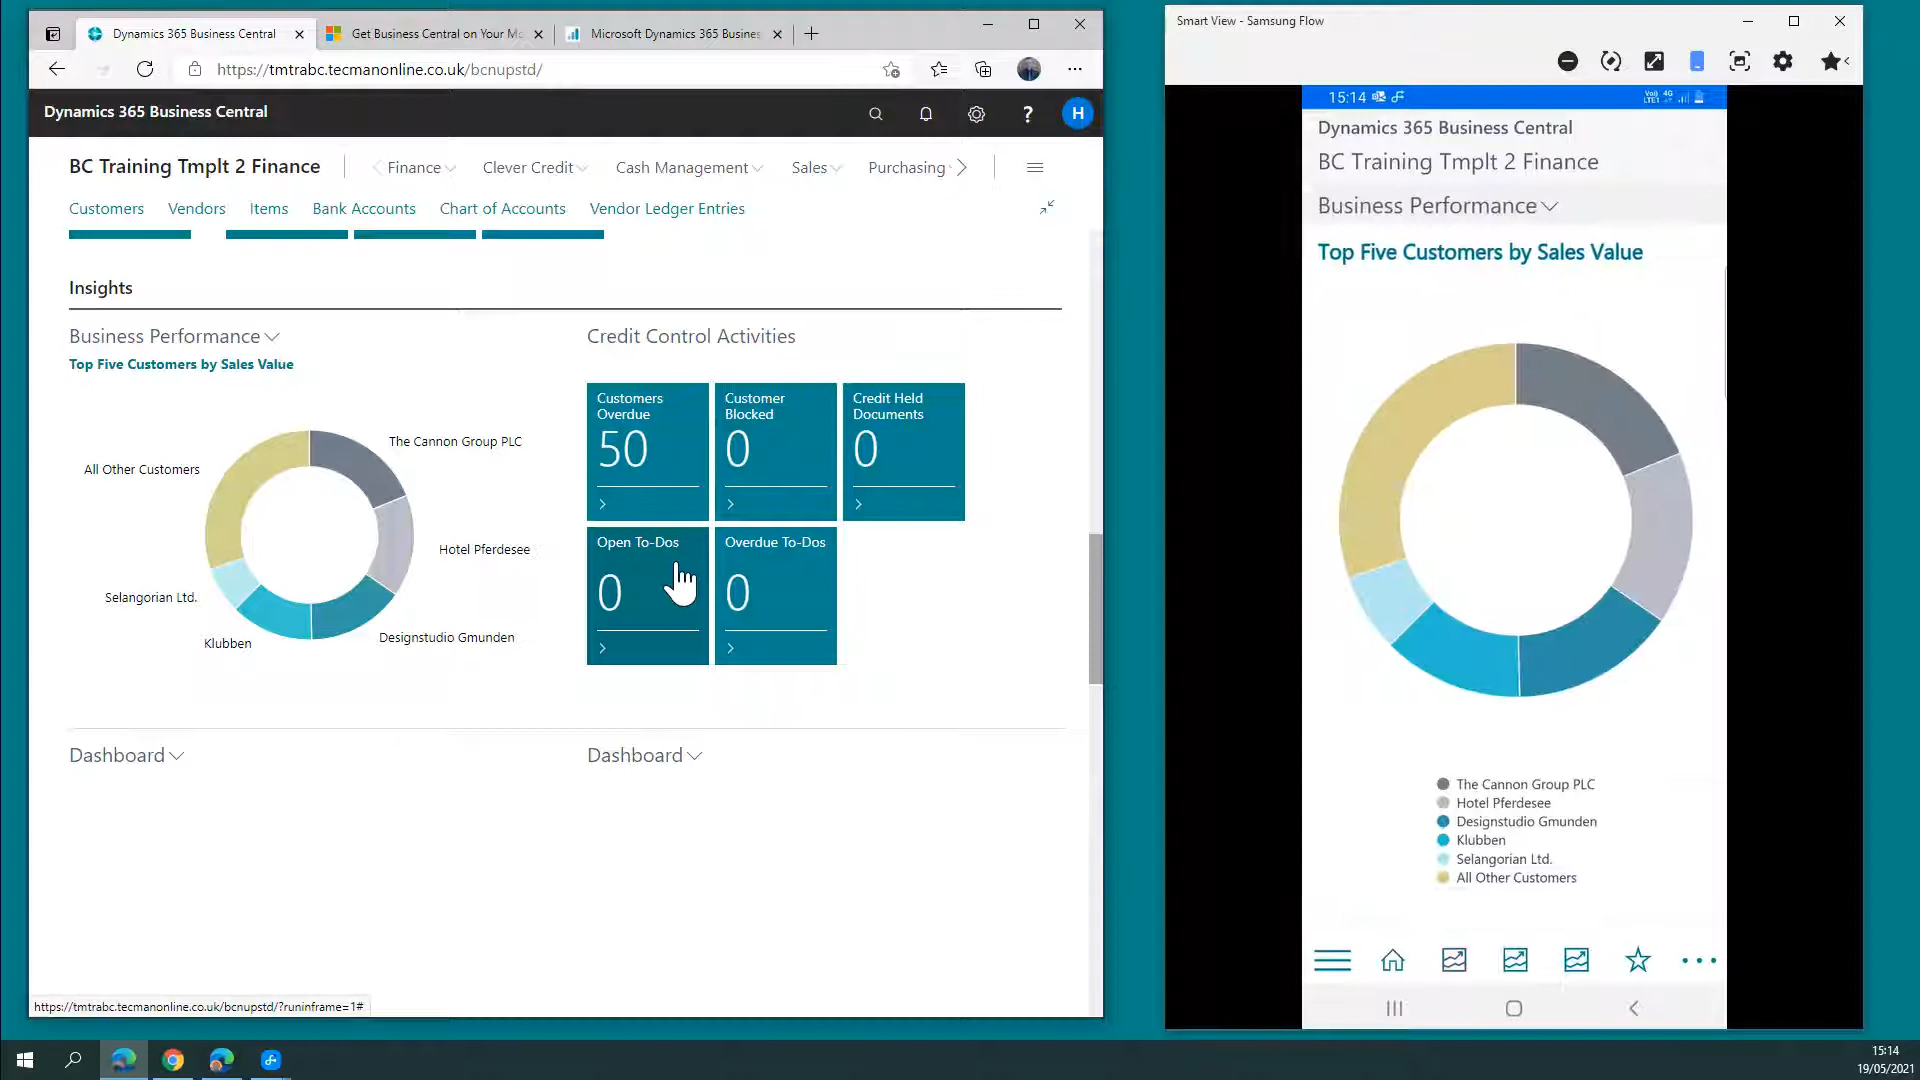 Dynamics 365 Business Central
Get Business Central on Your Mo
Microsoft Dynamics 365 Busines
https://tmtrabc.tecmanonline.co.uk/bcnupstd/
Dynamics 365 Business Central
?
H
BC Training Tmplt 2 Finance
Finance
Clever Credit
Cash Management
Sales
Purchasing
Customers
Vendors
Items
Bank Accounts
Chart of Accounts
Vendor Ledger Entries
Insights
Business Performance
Top Five Customers by Sales Value
The Cannon Group PLC
All Other Customers
Hotel Pferdesee
Selangorian Ltd.
Designstudio Gmunden
Klubben
Credit Control Activities
Customers
Overdue
50
Customer
Blocked
0
Credit Held
Documents
0
Open To-Dos
0
Overdue To-Dos
0
Dashboard
Dashboard
https://tmtrabc.tecmanonline.co.uk/bcnupstd/?runinframe=1#
Smart View - Samsung Flow
15:14
4G
Dynamics 365 Business Central
BC Training Tmplt 2 Finance
Business Performance
Top Five Customers by Sales Value
The Cannon Group PLC
Hotel Pferdesee
Designstudio Gmunden
Klubben
Selangorian Ltd.
All Other Customers
15:14
19/05/2021